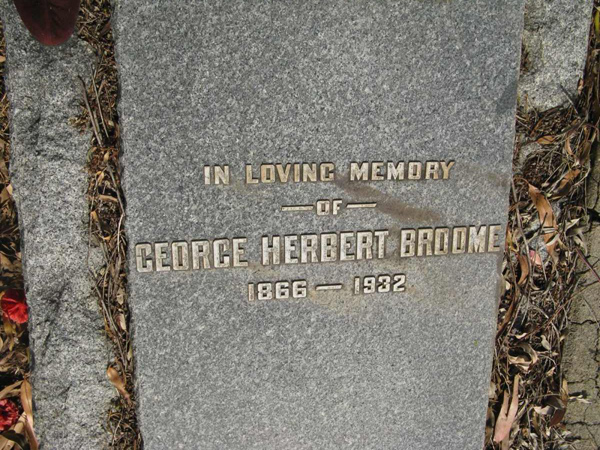 IN LOVING MEMORY
— OF —
GEORGE HERBERT BROOME
1866 — 1932